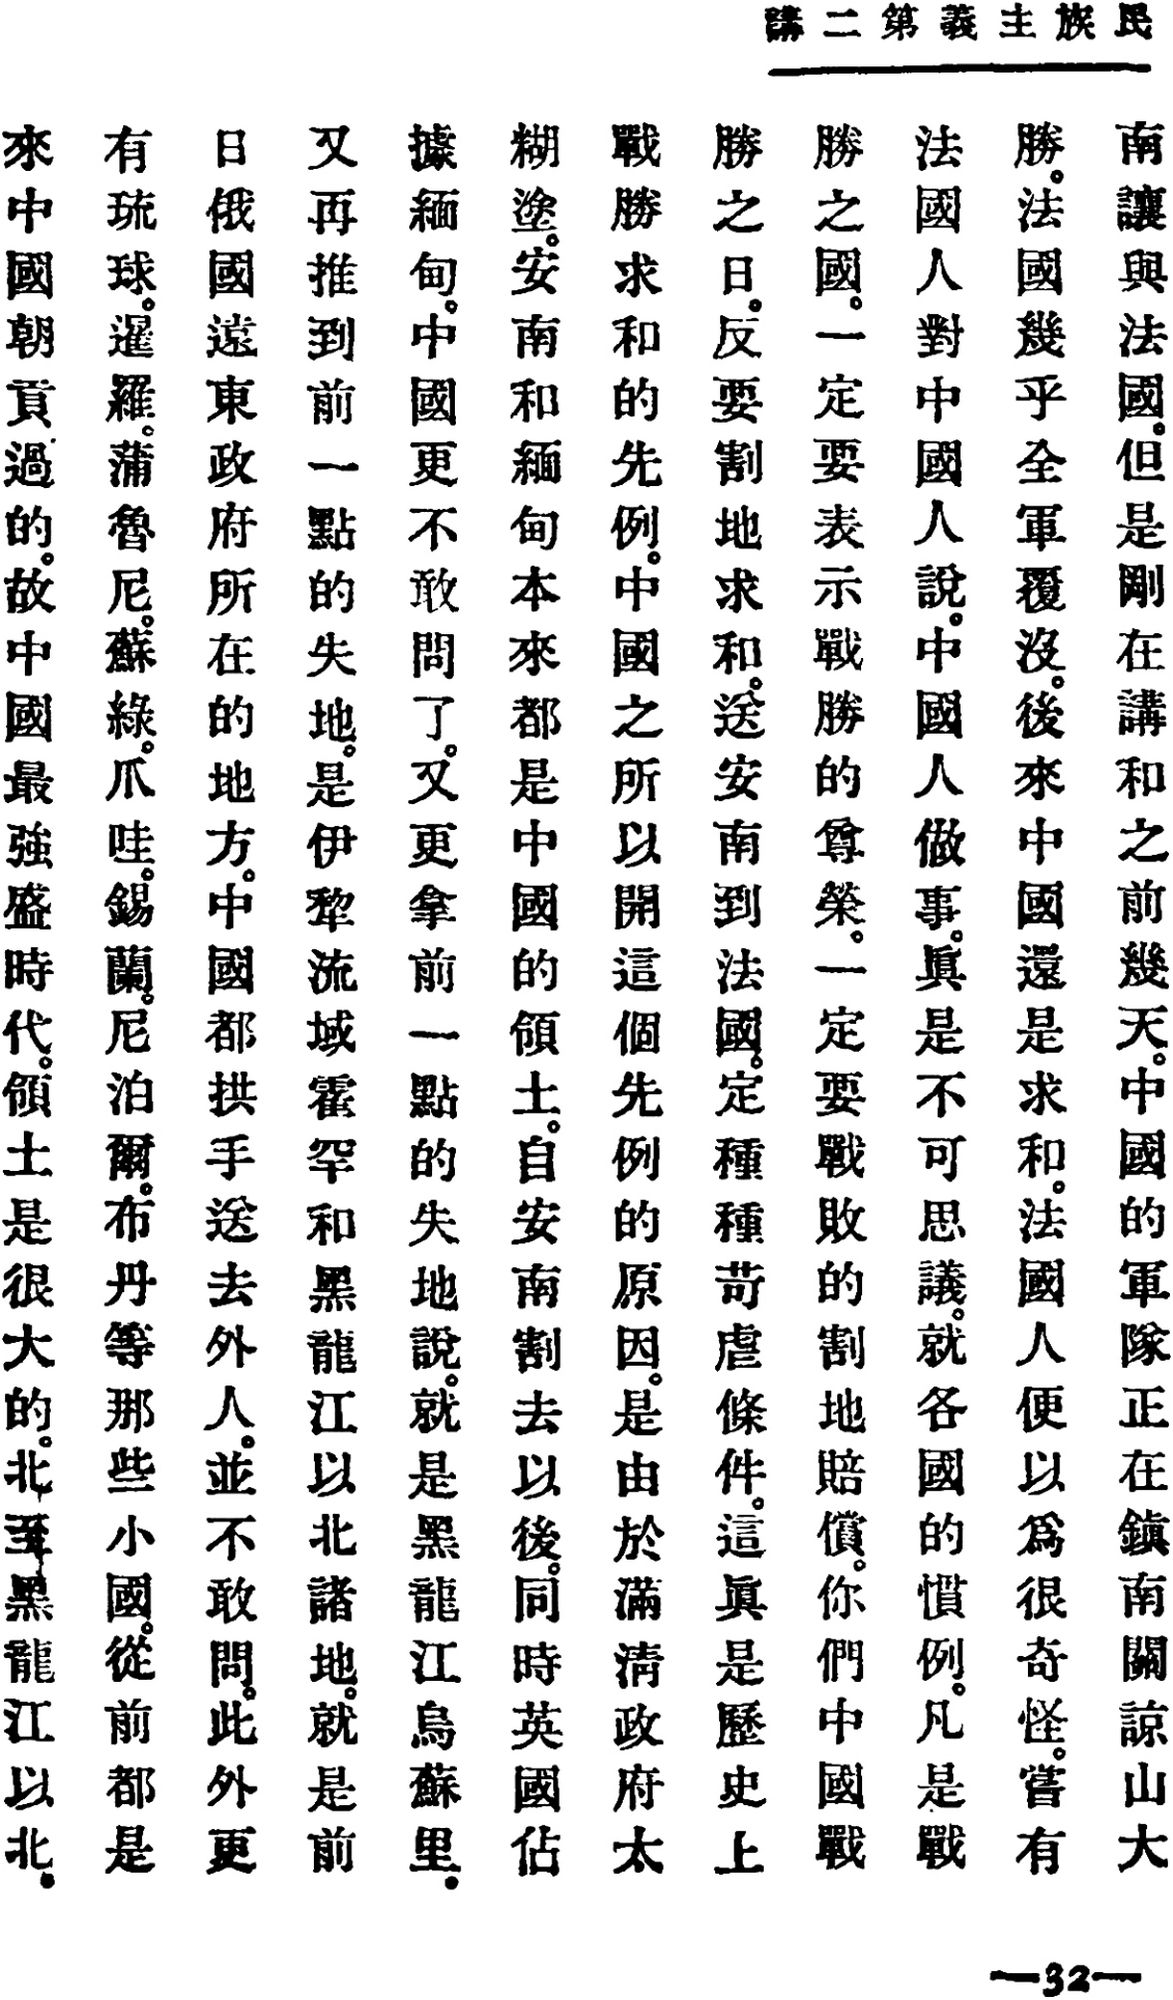 民族主義第二講
南讓與法國。但是剛在講和之前幾天。中國的軍隊正在鎮南關諒山大
勝。法國幾乎全軍覆沒。後來中國還是求和。法國人便以爲很奇怪。嘗有
法國人對中國人說。中國人做事。眞是不可思議。就各國的慣例。凡是戰
勝之國。一定要表示戰勝的尊榮。一定要戰敗的割地賠償。你們中國戰
勝之日。反要割地求和。送安南到法國。定種種苛虐條件。這眞是歷史上
戰勝求和的先例。中國之所以開這個先例的原因。是由於滿淸政府太
糊塗。安南和緬甸本來都是中國的領土。自安南割去以後。同時英國佔
據緬甸。中國更不敢問了。又更拿前一點的失地說。就是黑龍江烏蘇里。
又再推到前一點的失地。是伊犂流域霍罕和黑龍江以北諸地。就是前
日俄國遠東政府所在的地方。中國都拱手送去外人。並不敢問。此外更
有琉球。暹羅。蒲魯尼。蘇綠。爪哇。錫蘭。尼泊爾。布丹等那些小國。從前都是
來中國朝貢過的。故中國最強盛時代。領土是很大的。北至黑龍江以北。
—32—